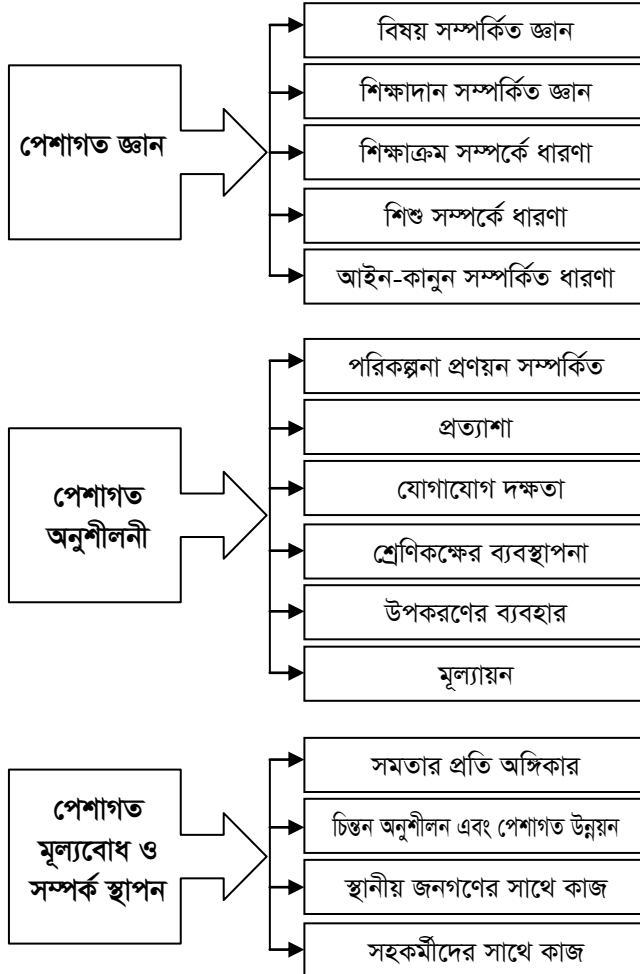 পেশাগত জ্ঞান
বিষয় সম্পর্কিত জ্ঞান
শিক্ষাদান সম্পর্কিত জ্ঞান
শিক্ষাক্রম সম্পর্কে ধারণা
শিশু সম্পর্কে ধারণা
আইন-কানুন সম্পর্কিত ধারণা
পেশাগত
অনুশীলনী
পরিকল্পনা প্রণয়ন সম্পর্কিত
প্রত্যাশা
যোগাযোগ দক্ষতা
শ্রেণিকক্ষের ব্যবস্থাপনা
উপকরণের ব্যবহার
মূল্যায়ন
পেশাগত
মূল্যবোধ ও
সম্পর্ক স্থাপন
সমতার প্রতি অঙ্গিকার
চিন্তন অনুশীলন এবং পেশাগত উন্নয়ন
স্থানীয় জনগণের সাথে কাজ
সহকর্মীদের সাথে কাজ